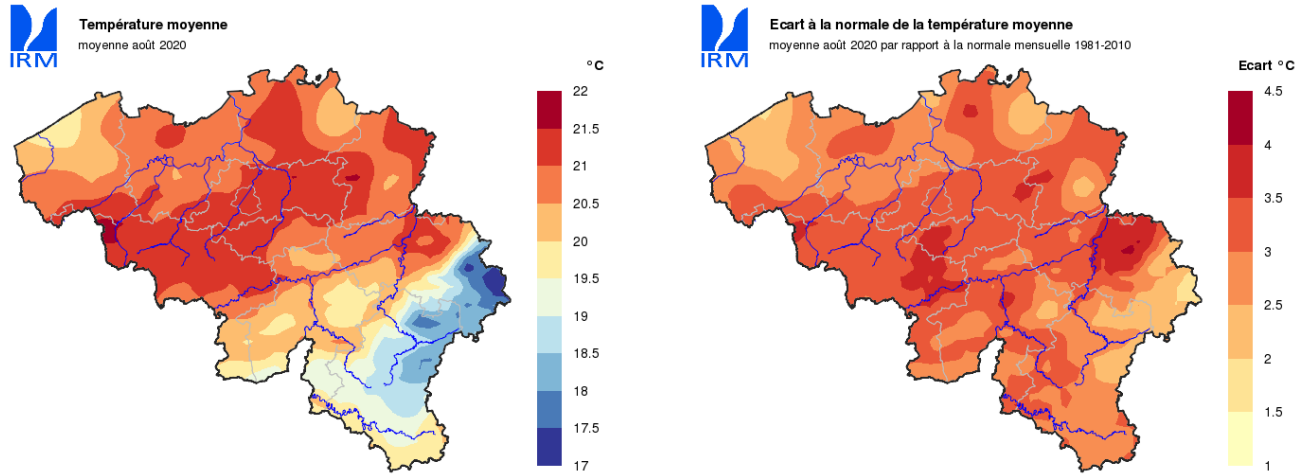 IRM
Température moyenne
moyenne août 2020
°C
22
21.5
21
20.5
20
19.5
19
18.5
18
17.5
17
IRM
Ecart à la normale de la température moyenne
moyenne août 2020 par rapport à la normale mensuelle 1981-2010
Ecart °C
4.5
4
3.5
3
2.5
2
1.5
1